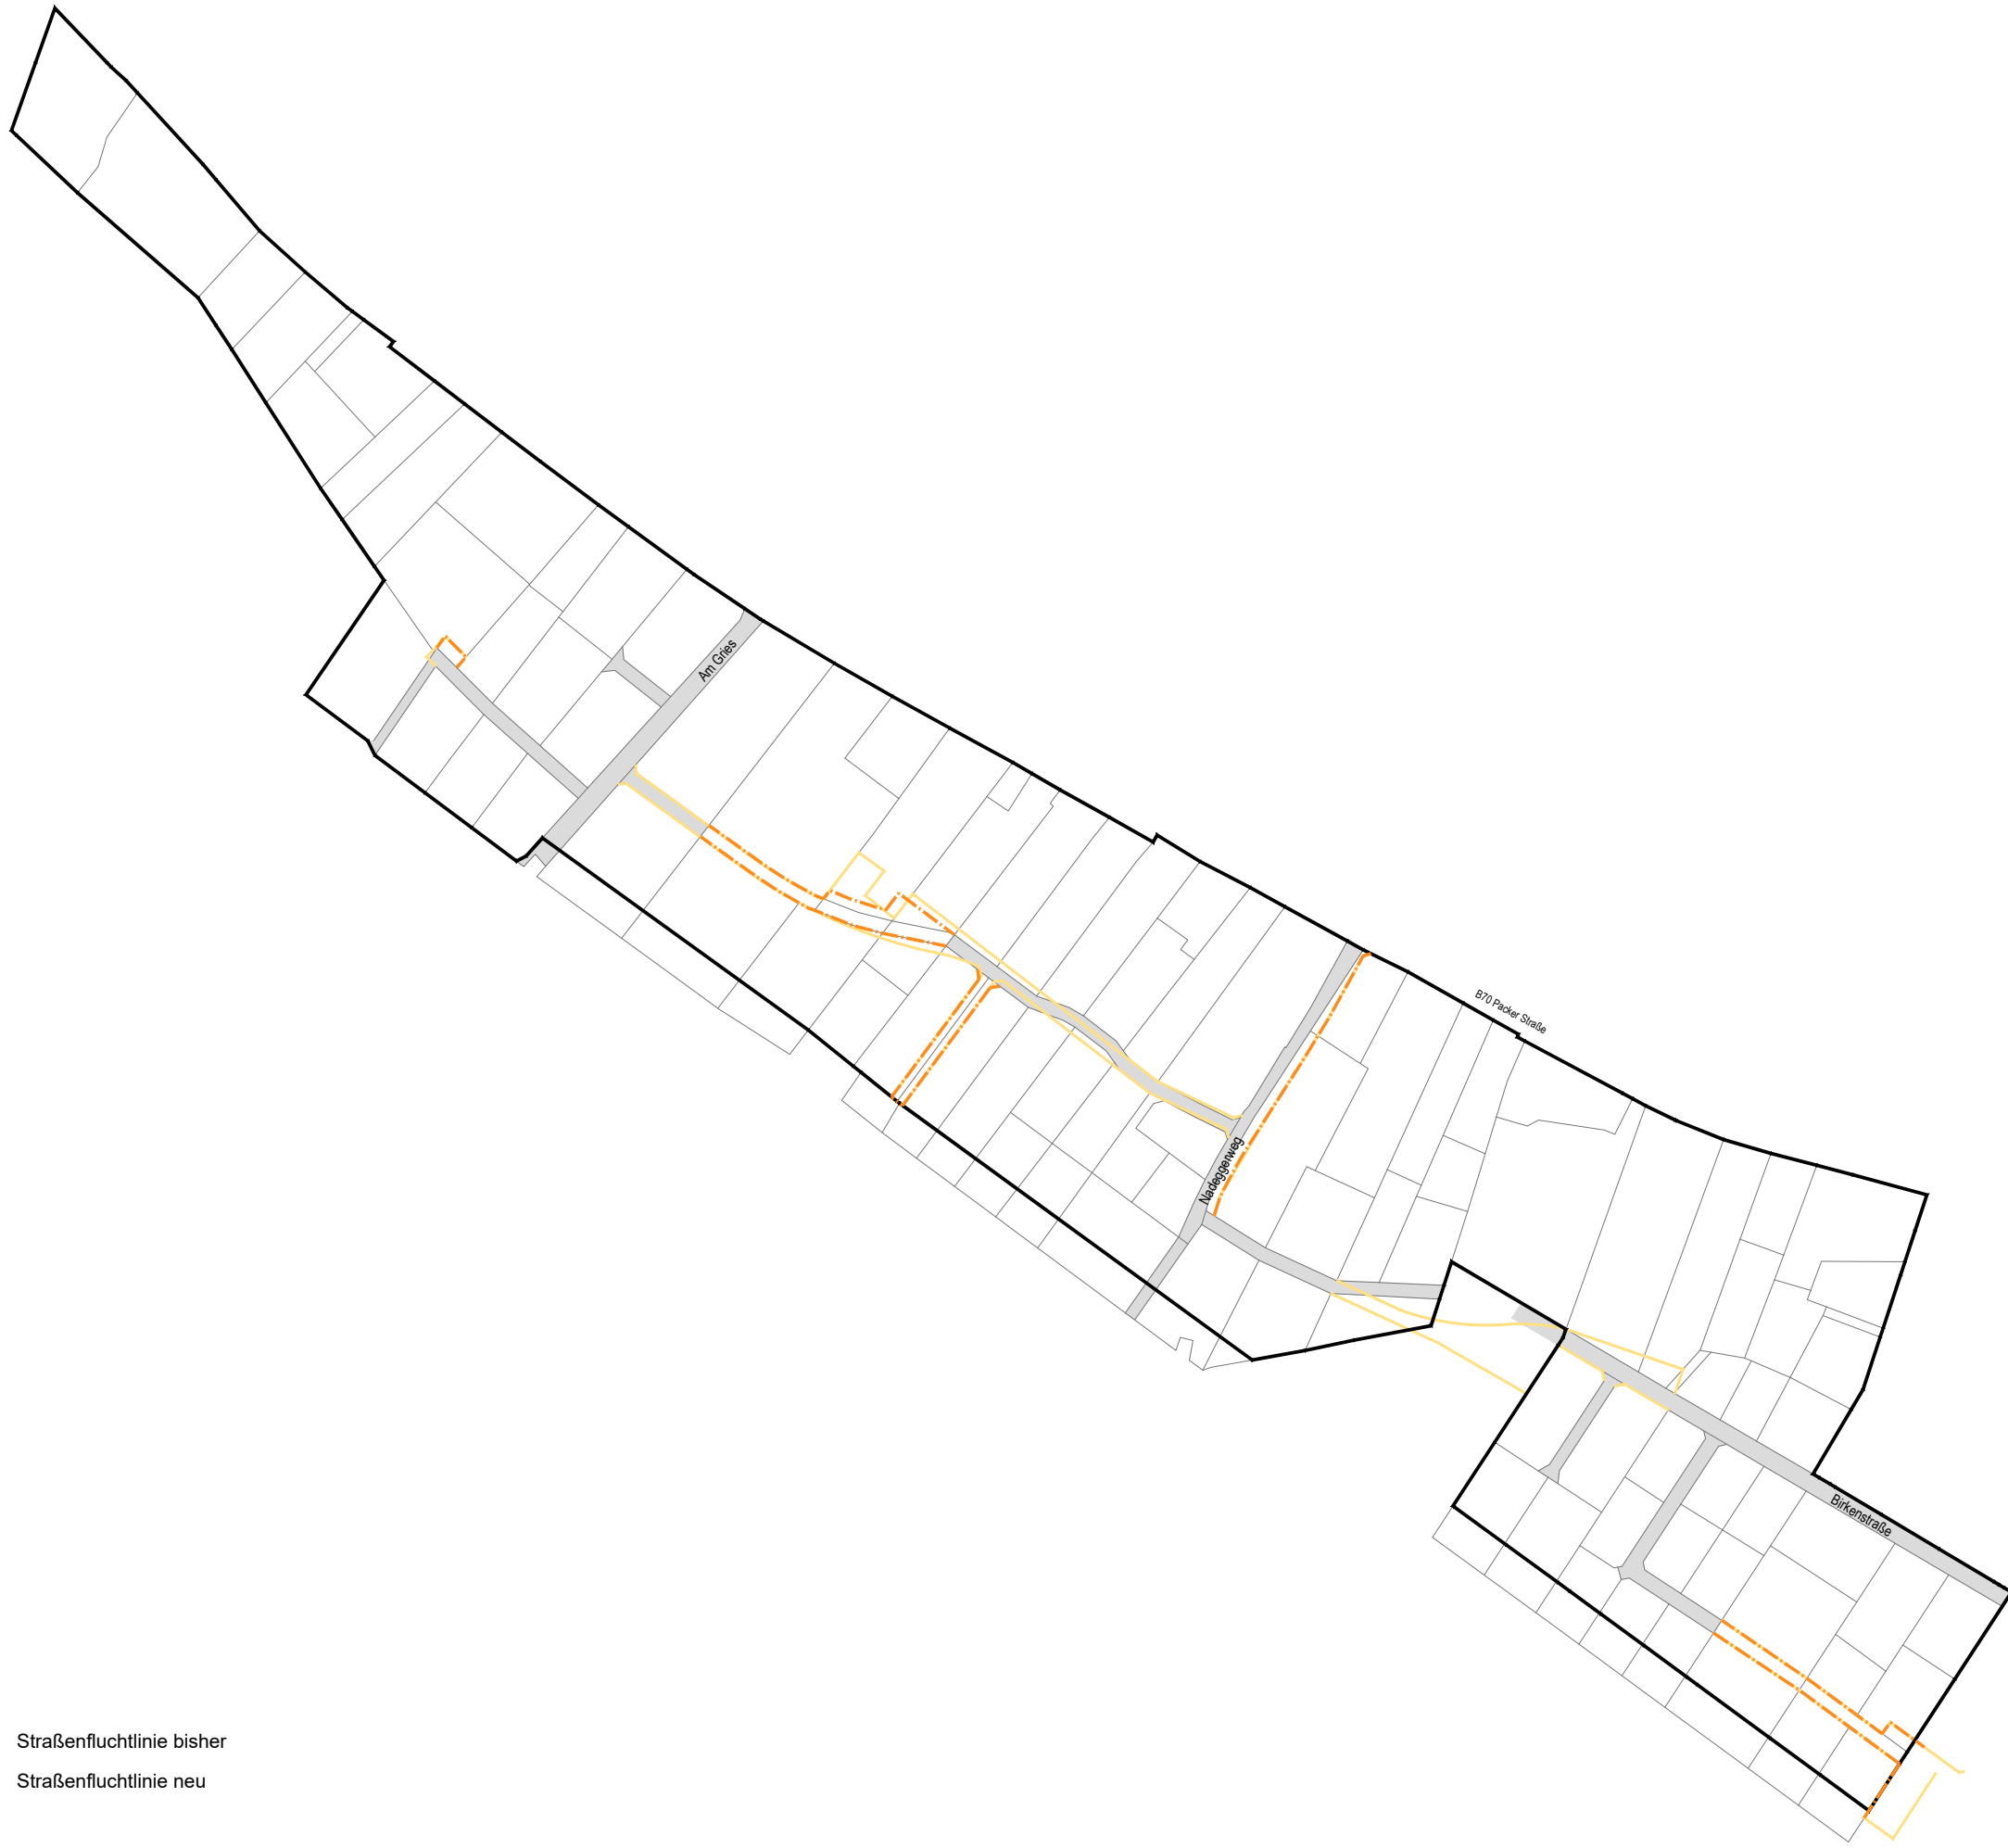 Am Gries
B70 Packer Straße
Nadeggerweg
Birkenstraße
Straßenfluchtlinie bisher
Straßenfluchtlinie neu